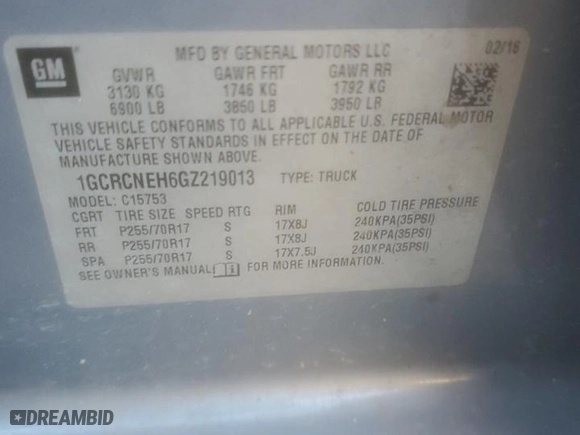 GM
MFD BY GENERAL MOTORS LLC 02/16
GVWR GAWR FRT GAWR RR
3130 KG 1746 KG 1792 KG
6900 LB 3850 LB 3950 LB
THIS VEHICLE CONFORMS TO ALL APPLICABLE U.S. FEDERAL MOTOR
VEHICLE SAFETY STANDARDS IN EFFECT ON THE DATE OF
MANUFACTURE SHOWN ABOVE.
1GCRCNEH6GZ219013 TYPE: TRUCK
MODEL: C15753
CGRT TIRE SIZE SPEED RTG RIM COLD TIRE PRESSURE
FRT P255/70R17 S 17X8J 240KPA(35PSI)
RR P255/70R17 S 17X8J 240KPA(35PSI)
SPA P255/70R17 S 17X7.5J 240KPA(35PSI)
SEE OWNER'S MANUAL FOR MORE INFORMATION.
DREAMBID